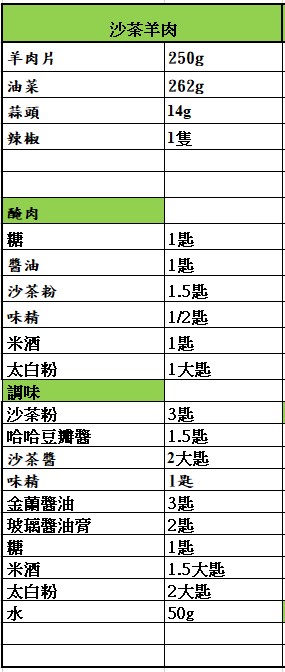 沙茶羊肉
羊肉片 250g
油菜 262g
蒜頭 14g
辣椒 1隻
醃肉
糖 1匙
醬油 1匙
沙茶粉 1.5匙
味精 1/2匙
米酒 1匙
太白粉 1大匙
調味
沙茶粉 3匙
哈哈豆瓣醬 1.5匙
沙茶醬 2大匙
味精 1匙
金蘭醬油 3匙
玻璃醬油膏 2匙
糖 1匙
米酒 1.5大匙
太白粉 2大匙
水 50g